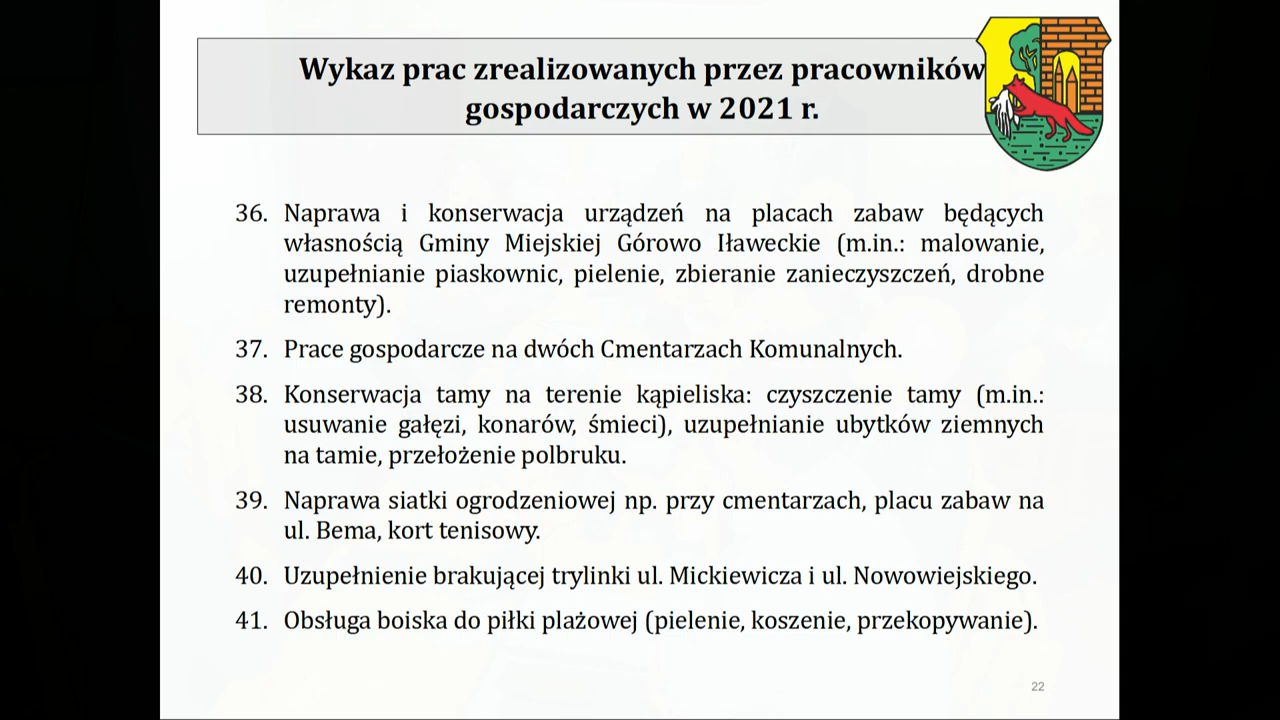 Wykaz prac zrealizowanych przez pracowników
gospodarczych w 2021 r.
36. Naprawa i konserwacja urządzeń na placach zabaw będących
własnością Gminy Miejskiej Górowo Iławeckie (m.in.: malowanie,
uzupełnianie piaskownic, pielenie, zbieranie zanieczyszczeń, drobne
remonty).
37. Prace gospodarcze na dwóch Cmentarzach Komunalnych.
38. Konserwacja tamy na terenie kąpieliska: czyszczenie tamy (m.in.:
usuwanie gałęzi, konarów, śmieci), uzupełnianie ubytków ziemnych
na tamie, przełożenie polbruku.
39. Naprawa siatki ogrodzeniowej np. przy cmentarzach, placu zabaw na
ul. Bema, kort tenisowy.
40. Uzupełnienie brakującej trylinki ul. Mickiewicza i ul. Nowowiejskiego.
41. Obsługa boiska do piłki plażowej (pielenie, koszenie, przekopywanie).
22